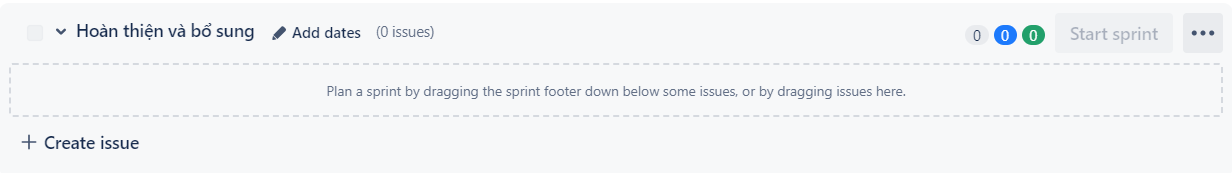 Hoàn thiện và bổ sung Add dates (0 issues) 0 0 0 Start sprint
Plan a sprint by dragging the sprint footer down below some issues, or by dragging issues here.
+ Create issue